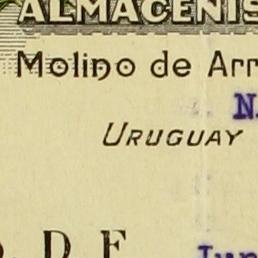 ALMACENIS
Molino de Arr
N
URUGUAY
. D. F